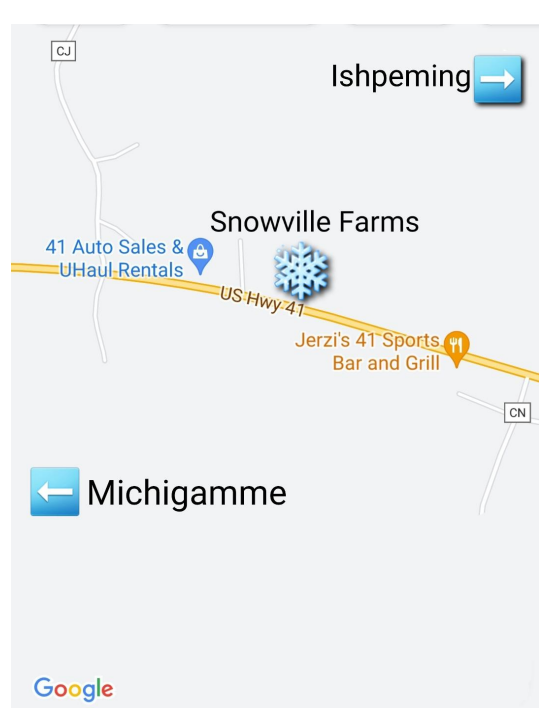 CJ
Ishpeming
Snowville Farms
41 Auto Sales &
UHaul Rentals
US Hwy 41
Jerzi's 41 Sports
Bar and Grill
CN
Michigamme
Google